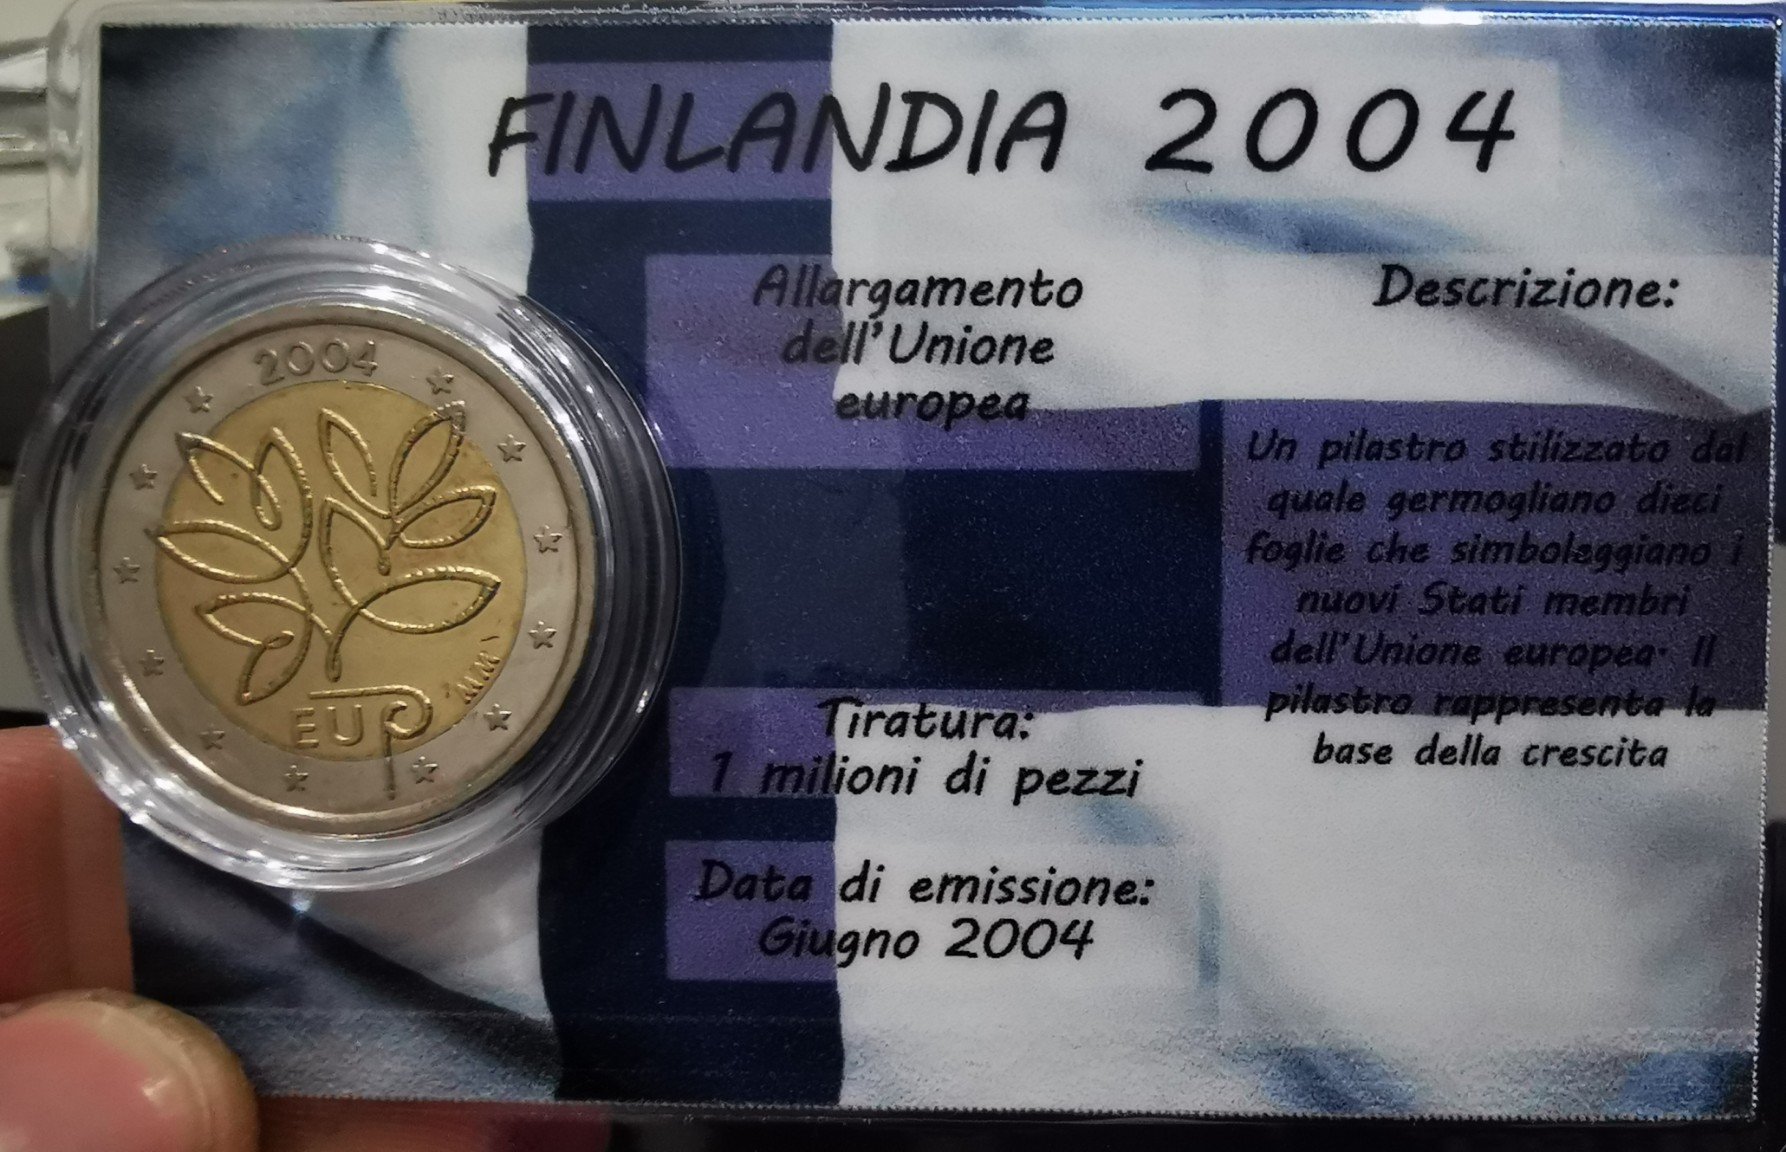 FINLANDIA 2004
Allargamento
dell'Unione
europea
Descrizione:
Un pilastro stilizzato dal
quale germogliano dieci
foglie che simboleggiano i
nuovi Stati membri
dell'Unione europea. Il
pilastro rappresenta la
base della crescita
Tiratura:
1 milioni di pezzi
Data di emissione:
Giugno 2004
2004
EU
MM